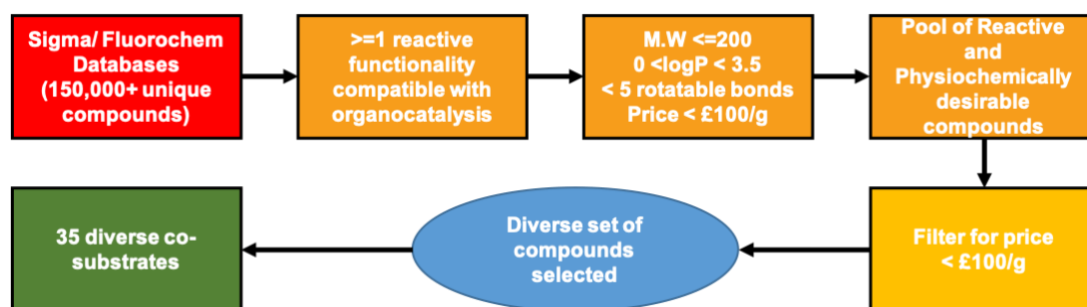 Sigma/ Fluorochem
Databases
(150,000+ unique
compounds)
>=1 reactive
functionality
compatible with
organocatalysis
M.W <=200
0 <logP < 3.5
< 5 rotatable bonds
Price < £100/g
Pool of Reactive
and
Physiochemically
desirable
compounds
Filter for price
< £100/g
Diverse set of
compounds
selected
35 diverse co-
substrates